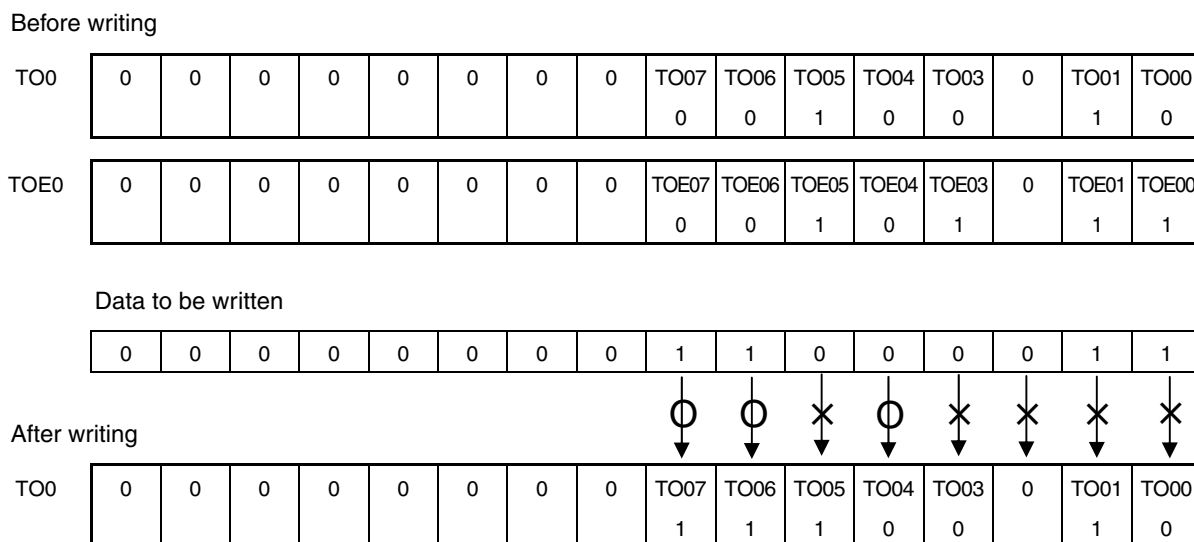 Before writing
TO0 0 0 0 0 0 0 0 0 TO07 TO06 TO05 TO04 TO03 0 TO01 TO00
0 0 1 0 0 1 0
TOE0 0 0 0 0 0 0 0 0 TOE07 TOE06 TOE05 TOE04 TOE03 0 TOE01 TOE00
0 0 1 0 1 1 1
Data to be written
0 0 0 0 0 0 0 0 1 1 0 0 0 0 1 1
O O × O × × × ×
After writing
TO0 0 0 0 0 0 0 0 0 TO07 TO06 TO05 TO04 TO03 0 TO01 TO00
1 1 1 0 0 1 0